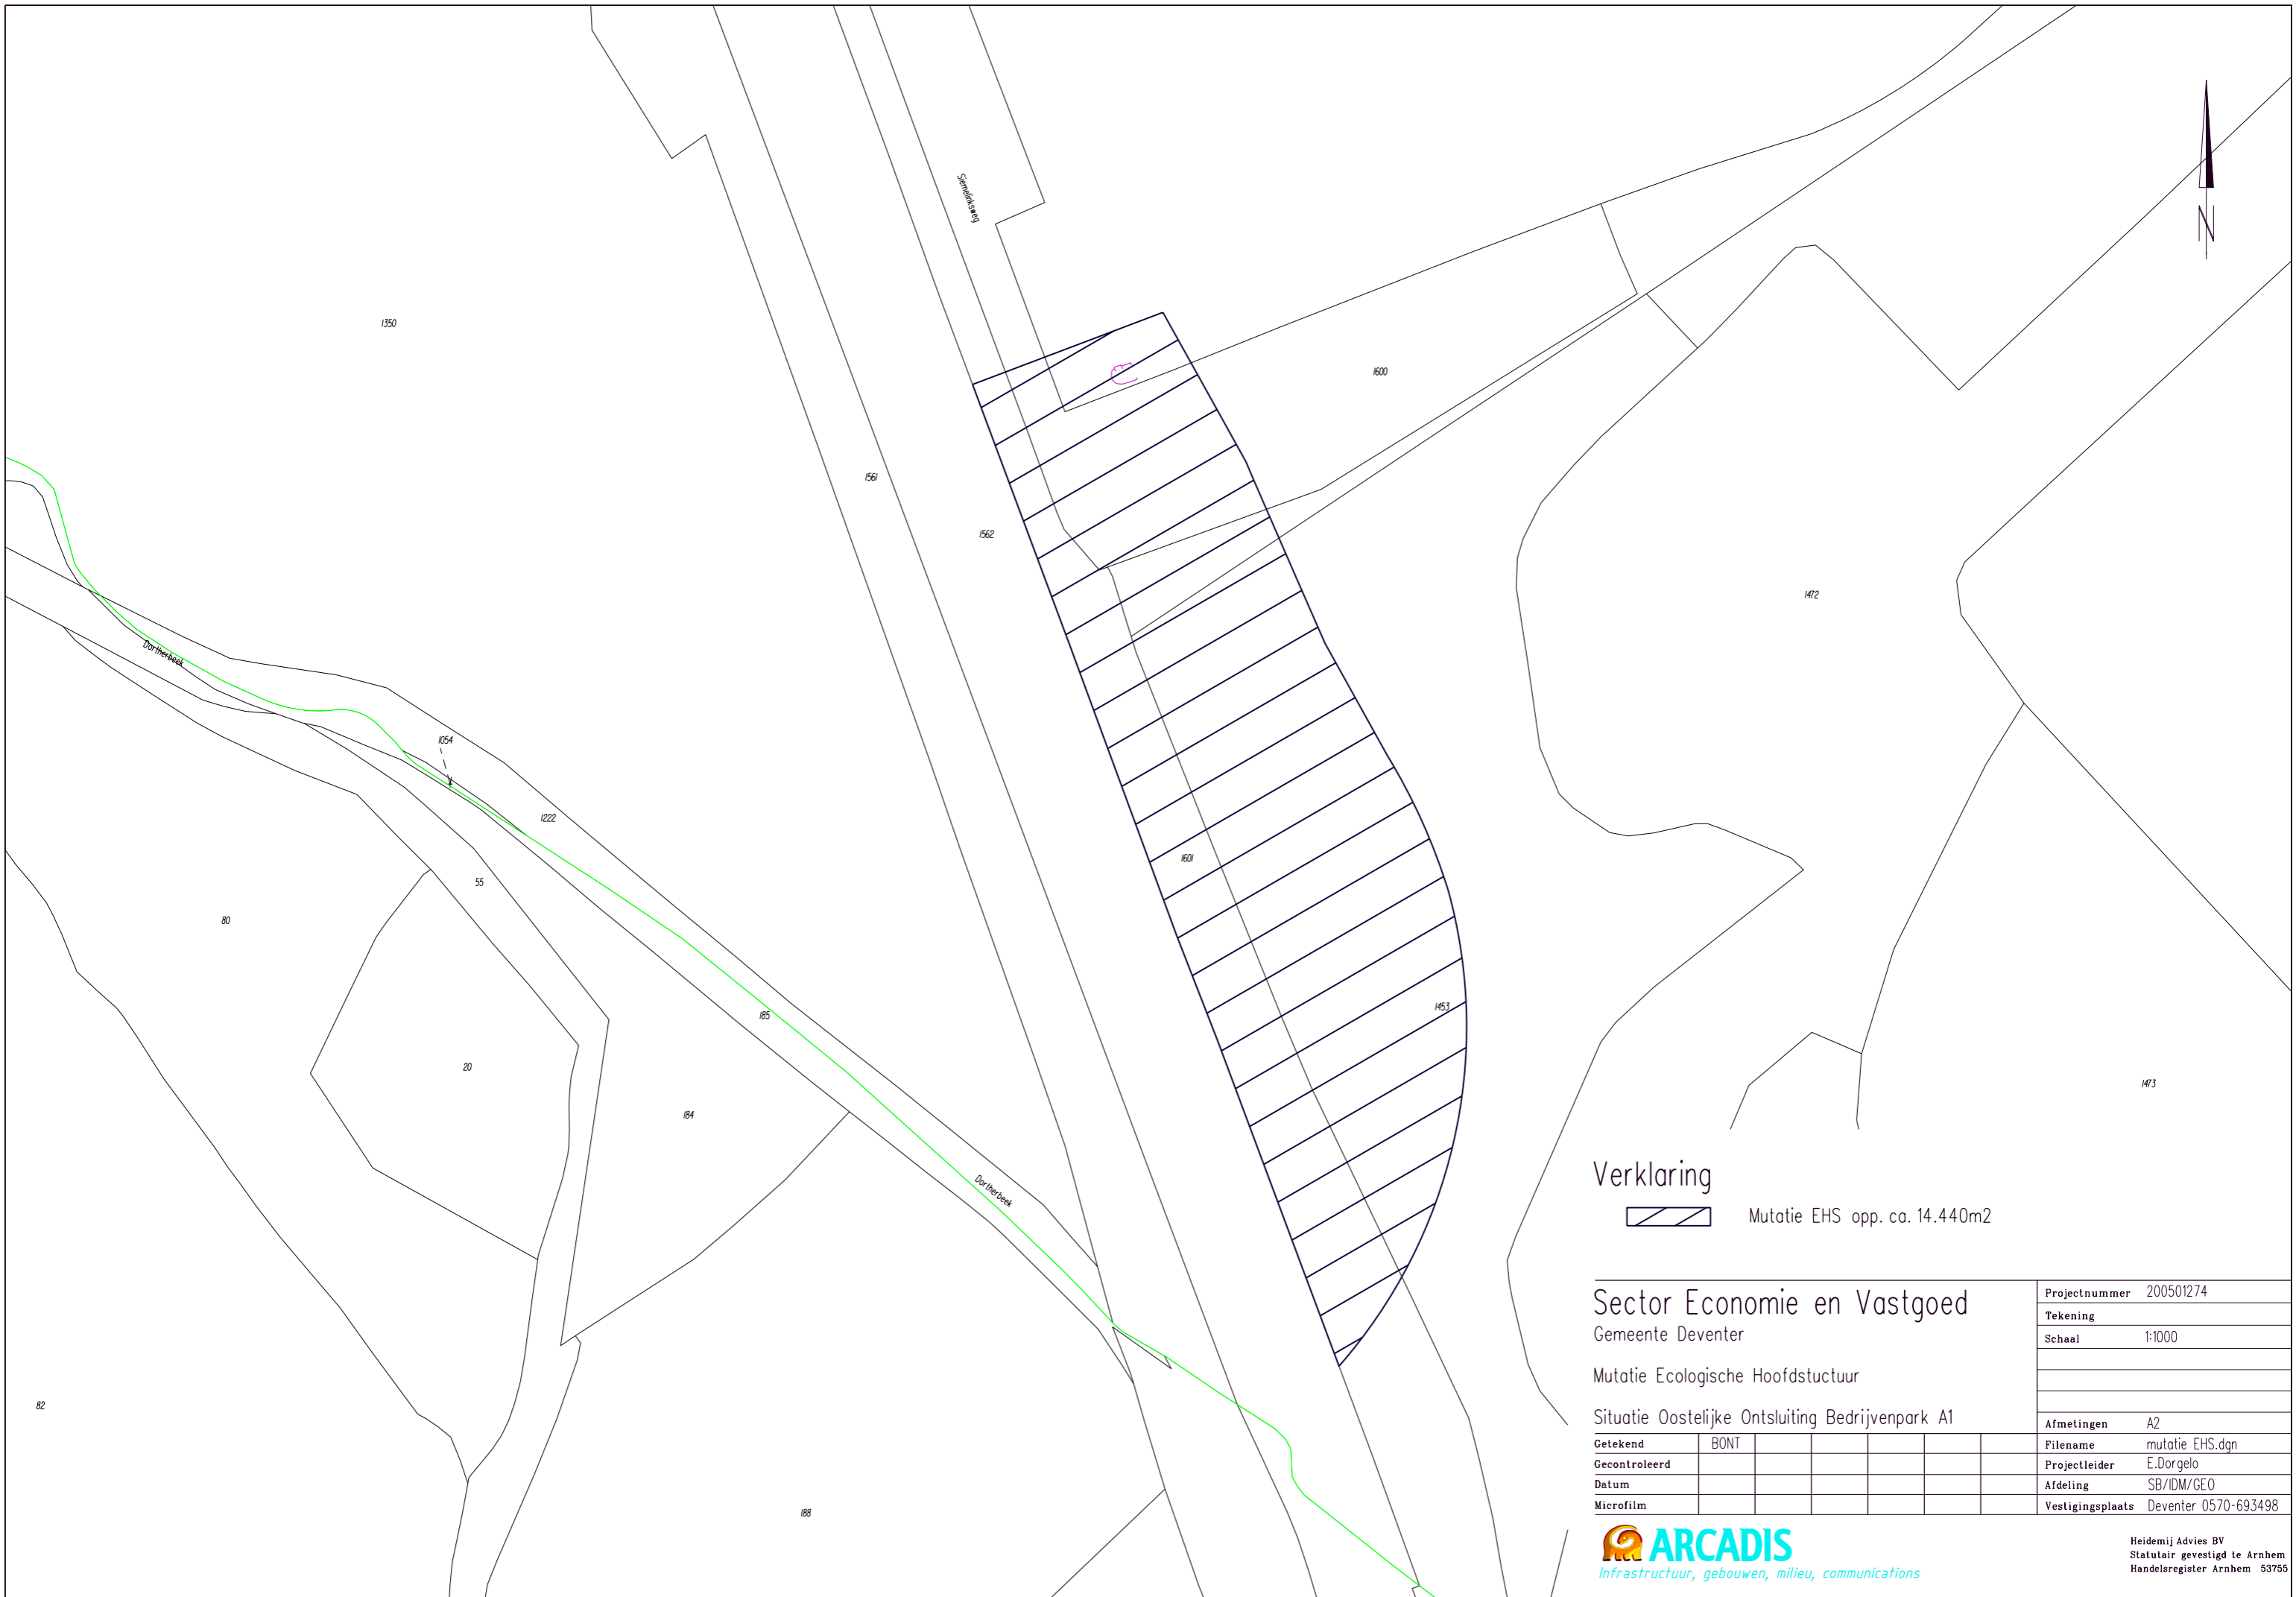 Siemelinksweg
1350
1600
1561
1562
1472
Dortherbeek
1054
1222
1601
55
80
1453
185
20
1473
184
Dortherbeek
82
188
N
Verklaring
Mutatie EHS opp. ca. 14.440m2
Sector Economie en Vastgoed
Gemeente Deventer
Mutatie Ecologische Hoofdstuctuur
Situatie Oostelijke Ontsluiting Bedrijvenpark A1
Getekend BONT
Gecontroleerd
Datum
Microfilm
Projectnummer 200501274
Tekening
Schaal 1:1000
Afmetingen A2
Filename mutatie EHS.dgn
Projectleider E.Dorgelo
Afdeling SB/IDM/GEO
Vestigingsplaats Deventer 0570-693498
ARCADIS
Infrastructuur, gebouwen, milieu, communications
Heidemij Advies BV
Statutair gevestigd te Arnhem
Handelsregister Arnhem 53755